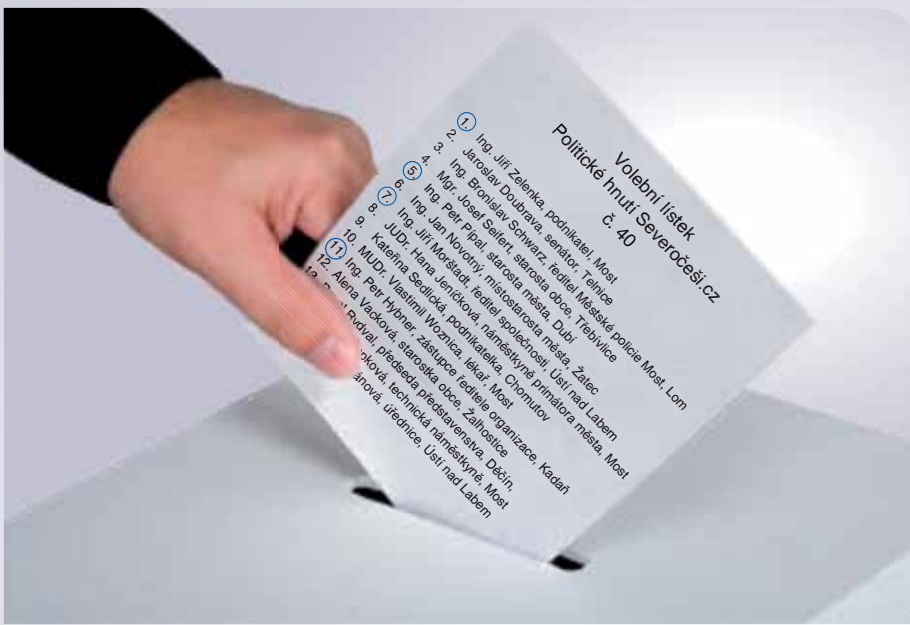 Volební lístek
Politické hnutí Severočeši.cz
č. 40
1. Ing. Jiří Zelenka, podnikatel, Most
2. Jaroslav Doubrava, senátor, Telnice
3. Ing. Bronislav Schwarz, ředitel Městské policie Most, Lom
4. Mgr. Josef Seifert, starosta obce, Třebívlice
5. Ing. Petr Pípal, starosta města, Dubí
6. Ing. Jan Novotný, místostarosta města, Žatec
7. Ing. Jiří Morštadt, ředitel společnosti, Ústí nad Labem
8. JUDr. Hana Jeníčková, náměstkyně primátora města, Most
9. Kateřina Sedlická, podnikatelka, Chomutov
10. MUDr. Vlastimil Woznica, lékař, Most
11. Ing. Petr Hybner, zástupce ředitele organizace, Kadaň
12. Alena Vacková, starostka obce, Žalhostice
Rydval, předseda představenstva, Děčín,
technická náměstkyně, Most
úřednice, Ústí nad Labem